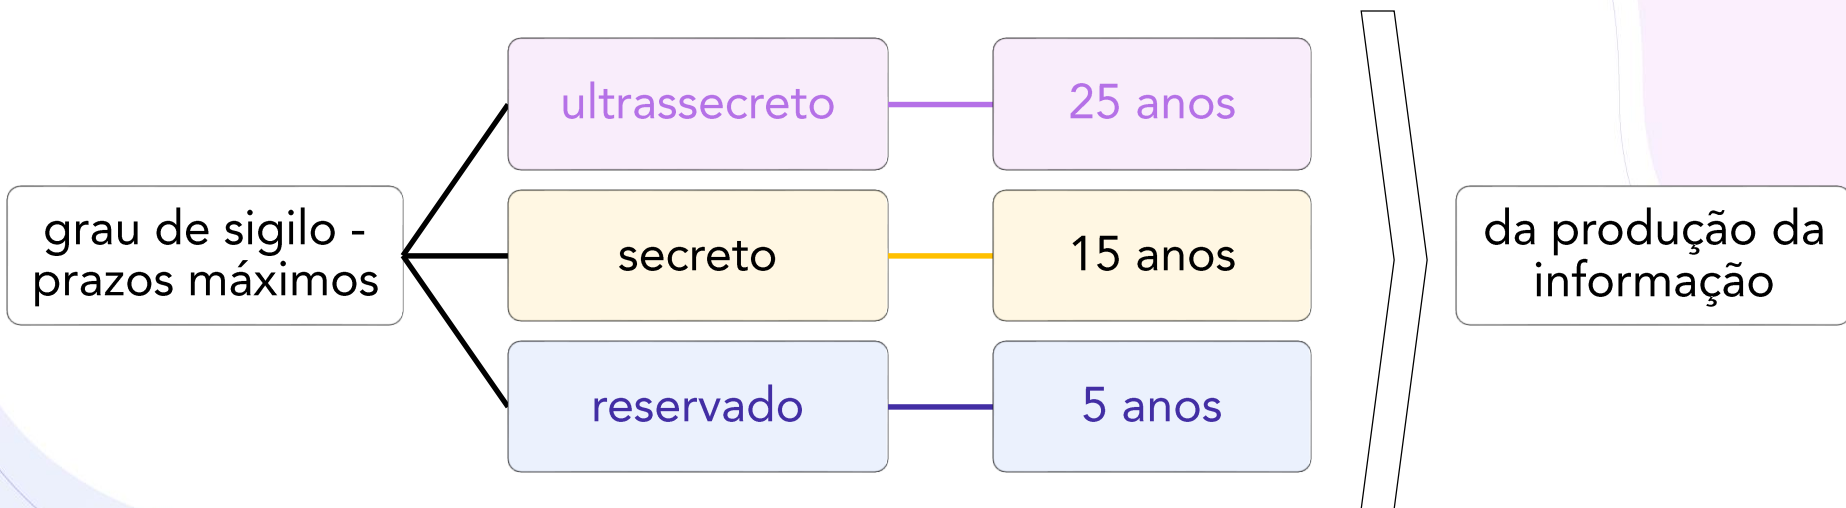 grau de sigilo -
prazos máximos
ultrassecreto
25 anos
secreto
15 anos
reservado
5 anos
da produção da
informação